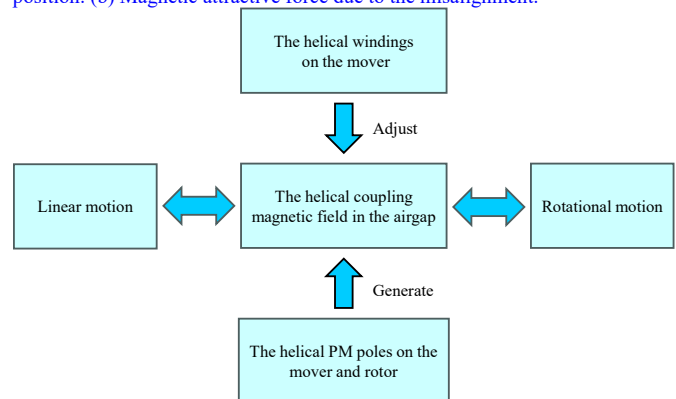 position. (b) Magnetic attractive force due to the misalignment.
The helical windings
on the mover
Adjust
Linear motion
The helical coupling
magnetic field in the airgap
Rotational motion
Generate
The helical PM poles on the
mover and rotor